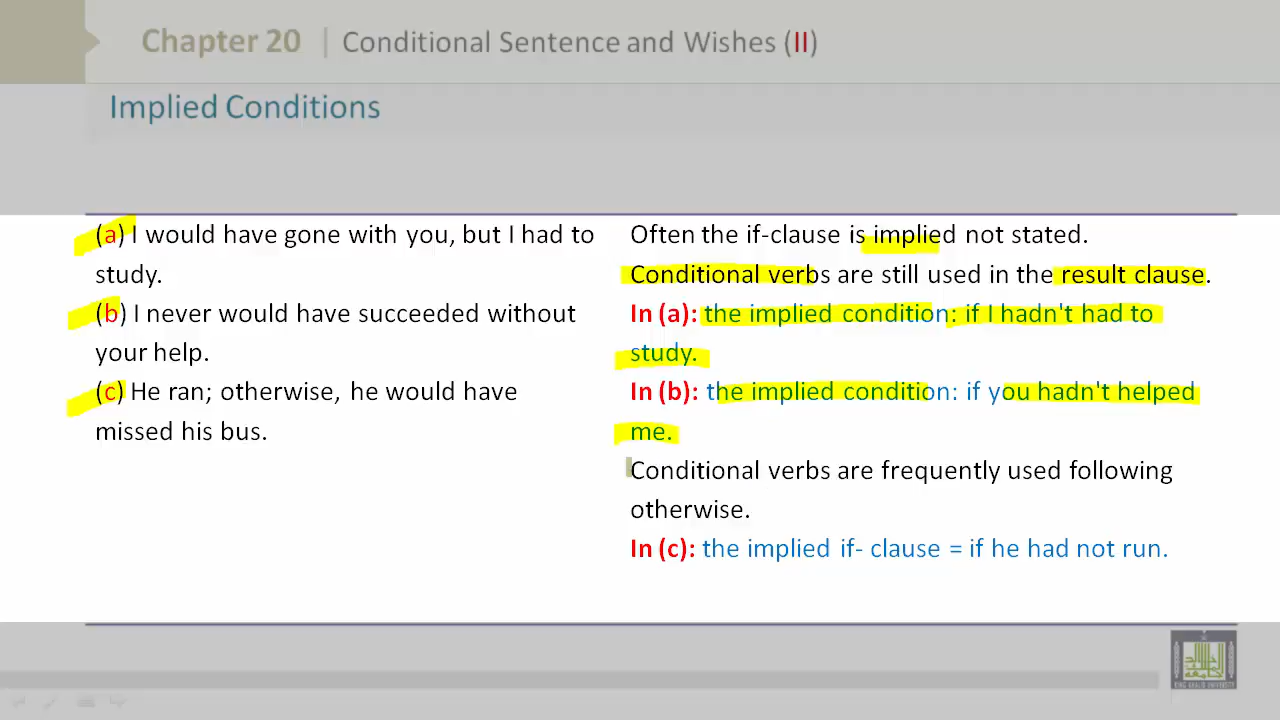 Chapter 20 | Conditional Sentence and Wishes (II)
Implied Conditions
(a) I would have gone with you, but I had to
study.
(b) I never would have succeeded without
your help.
(c) He ran; otherwise, he would have
missed his bus.
Often the if-clause is implied not stated.
Conditional verbs are still used in the result clause.
In (a): the implied condition: if I hadn't had to
study.
In (b): the implied condition: if you hadn't helped
me.
Conditional verbs are frequently used following
otherwise.
In (c): the implied if- clause = if he had not run.
KING KHALID UNIVERSITY